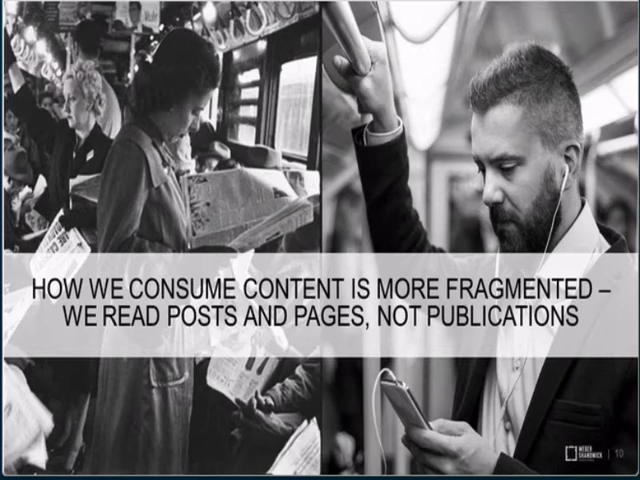 HOW WE CONSUME CONTENT IS MORE FRAGMENTED –
WE READ POSTS AND PAGES, NOT PUBLICATIONS
WEBER
SHANDWICK | 10